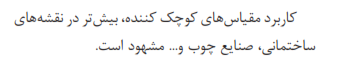 کاربرد مقیاس‌های کوچک کننده، بیش‌تر در نقشه‌های
ساختمانی، صنایع چوب و... مشهود است.